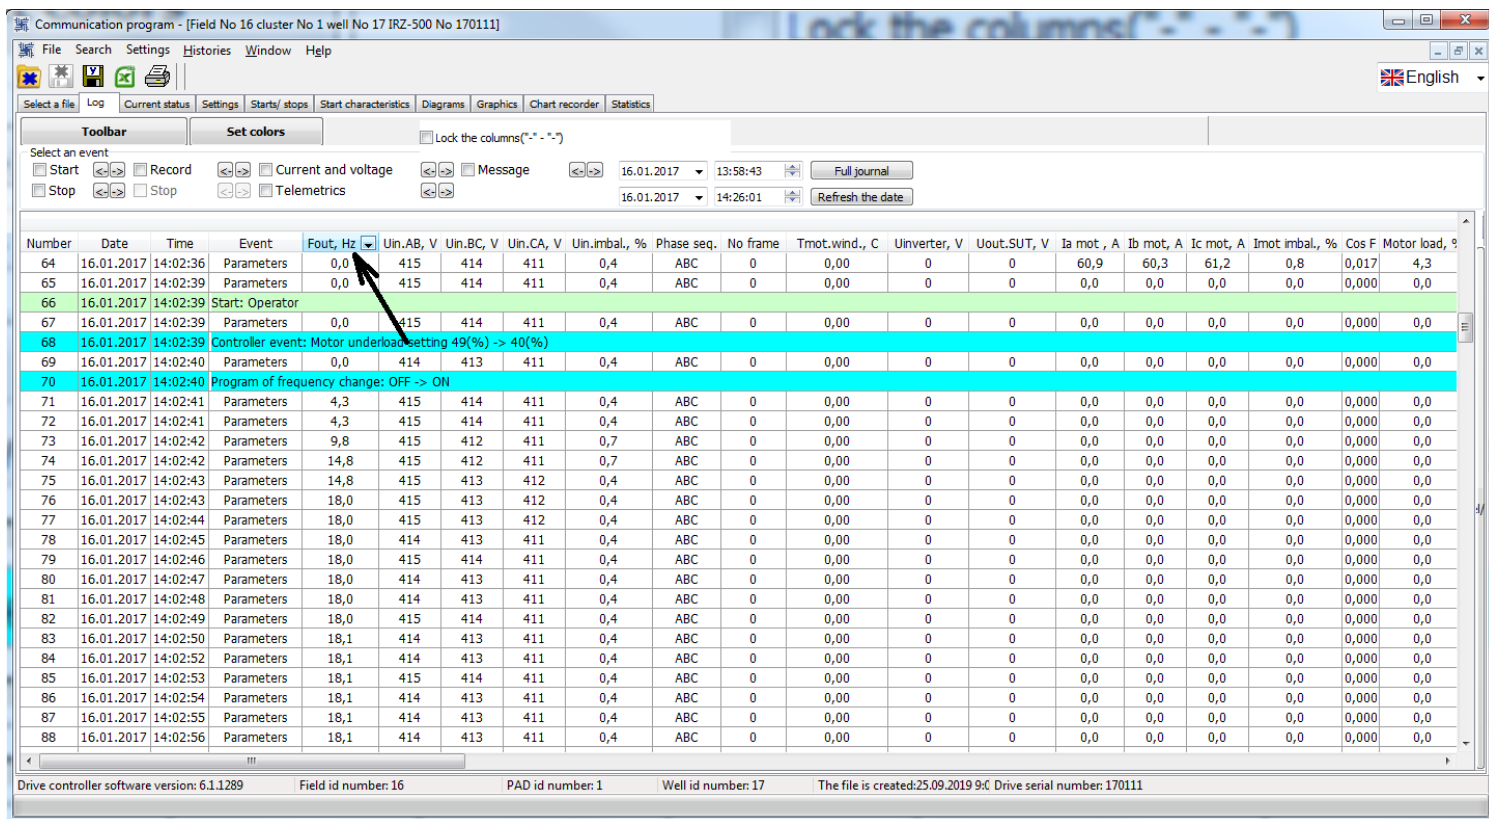 Communication program - [Field No 16 cluster No 1 well No 17 IRZ-500 No 170111]
Lock the columns("-" - "-")
File Search Settings Histories Window Help
English
Select a file Log Current status Settings Starts/ stops Start characteristics Diagrams Graphics Chart recorder Statistics
Toolbar Set colors Lock the columns("-" - "-")
Select an event
Start <- -> Record <- -> Current and voltage <- -> Message <- -> 16.01.2017 13:58:43 Full journal
Stop <- -> Stop <- -> Telemetrics <- -> 16.01.2017 14:26:01 Refresh the date
Number Date Time Event Fout, Hz Uin.AB, V Uin.BC, V Uin.CA, V Uin.imbal., % Phase seq. No frame Tmot.wind., C Uinverter, V Uout.SUT, V Ia mot , A Ib mot, A Ic mot, A Imot imbal., % Cos F Motor load, %
64 16.01.2017 14:02:36 Parameters 0,0 415 414 411 0,4 ABC 0 0,00 0 0 60,9 60,3 61,2 0,8 0,017 4,3
65 16.01.2017 14:02:39 Parameters 0,0 415 414 411 0,4 ABC 0 0,00 0 0 0,0 0,0 0,0 0,0 0,000 0,0
66 16.01.2017 14:02:39 Start: Operator
67 16.01.2017 14:02:39 Parameters 0,0 415 414 411 0,4 ABC 0 0,00 0 0 0,0 0,0 0,0 0,0 0,000 0,0
68 16.01.2017 14:02:39 Controller event: Motor underload setting 49(%) -> 40(%)
69 16.01.2017 14:02:40 Parameters 0,0 414 413 411 0,4 ABC 0 0,00 0 0 0,0 0,0 0,0 0,0 0,000 0,0
70 16.01.2017 14:02:40 Program of frequency change: OFF -> ON
71 16.01.2017 14:02:41 Parameters 4,3 415 414 411 0,4 ABC 0 0,00 0 0 0,0 0,0 0,0 0,0 0,000 0,0
72 16.01.2017 14:02:41 Parameters 4,3 415 414 411 0,4 ABC 0 0,00 0 0 0,0 0,0 0,0 0,0 0,000 0,0
73 16.01.2017 14:02:42 Parameters 9,8 415 412 411 0,7 ABC 0 0,00 0 0 0,0 0,0 0,0 0,0 0,000 0,0
74 16.01.2017 14:02:42 Parameters 14,8 415 412 411 0,7 ABC 0 0,00 0 0 0,0 0,0 0,0 0,0 0,000 0,0
75 16.01.2017 14:02:43 Parameters 14,8 415 413 412 0,4 ABC 0 0,00 0 0 0,0 0,0 0,0 0,0 0,000 0,0
76 16.01.2017 14:02:43 Parameters 18,0 415 413 412 0,4 ABC 0 0,00 0 0 0,0 0,0 0,0 0,0 0,000 0,0
77 16.01.2017 14:02:44 Parameters 18,0 415 413 412 0,4 ABC 0 0,00 0 0 0,0 0,0 0,0 0,0 0,000 0,0
78 16.01.2017 14:02:45 Parameters 18,0 414 413 411 0,4 ABC 0 0,00 0 0 0,0 0,0 0,0 0,0 0,000 0,0
79 16.01.2017 14:02:46 Parameters 18,0 415 414 411 0,4 ABC 0 0,00 0 0 0,0 0,0 0,0 0,0 0,000 0,0
80 16.01.2017 14:02:47 Parameters 18,0 414 413 411 0,4 ABC 0 0,00 0 0 0,0 0,0 0,0 0,0 0,000 0,0
81 16.01.2017 14:02:48 Parameters 18,0 414 413 411 0,4 ABC 0 0,00 0 0 0,0 0,0 0,0 0,0 0,000 0,0
82 16.01.2017 14:02:49 Parameters 18,0 415 414 411 0,4 ABC 0 0,00 0 0 0,0 0,0 0,0 0,0 0,000 0,0
83 16.01.2017 14:02:50 Parameters 18,1 414 413 411 0,4 ABC 0 0,00 0 0 0,0 0,0 0,0 0,0 0,000 0,0
84 16.01.2017 14:02:52 Parameters 18,1 414 413 411 0,4 ABC 0 0,00 0 0 0,0 0,0 0,0 0,0 0,000 0,0
85 16.01.2017 14:02:53 Parameters 18,1 415 414 411 0,4 ABC 0 0,00 0 0 0,0 0,0 0,0 0,0 0,000 0,0
86 16.01.2017 14:02:54 Parameters 18,1 414 413 411 0,4 ABC 0 0,00 0 0 0,0 0,0 0,0 0,0 0,000 0,0
87 16.01.2017 14:02:55 Parameters 18,1 414 413 411 0,4 ABC 0 0,00 0 0 0,0 0,0 0,0 0,0 0,000 0,0
88 16.01.2017 14:02:56 Parameters 18,1 414 413 411 0,4 ABC 0 0,00 0 0 0,0 0,0 0,0 0,0 0,000 0,0
Drive controller software version: 6.1.1289 Field id number: 16 PAD id number: 1 Well id number: 17 The file is created:25.09.2019 9:0 Drive serial number: 170111